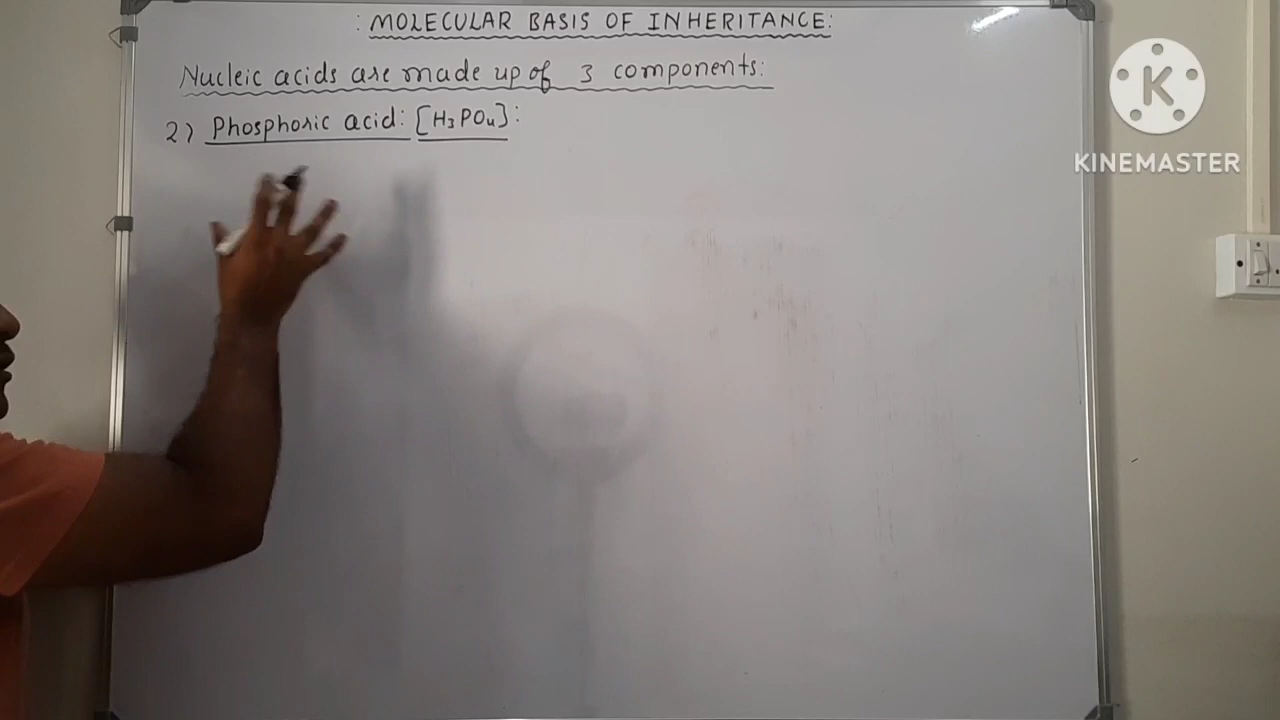 : MOLECULAR BASIS OF INHERITANCE:
Nucleic acids are made up of 3 components:
2) Phosphoric acid: [H₃PO₄]:
K
KINEMASTER